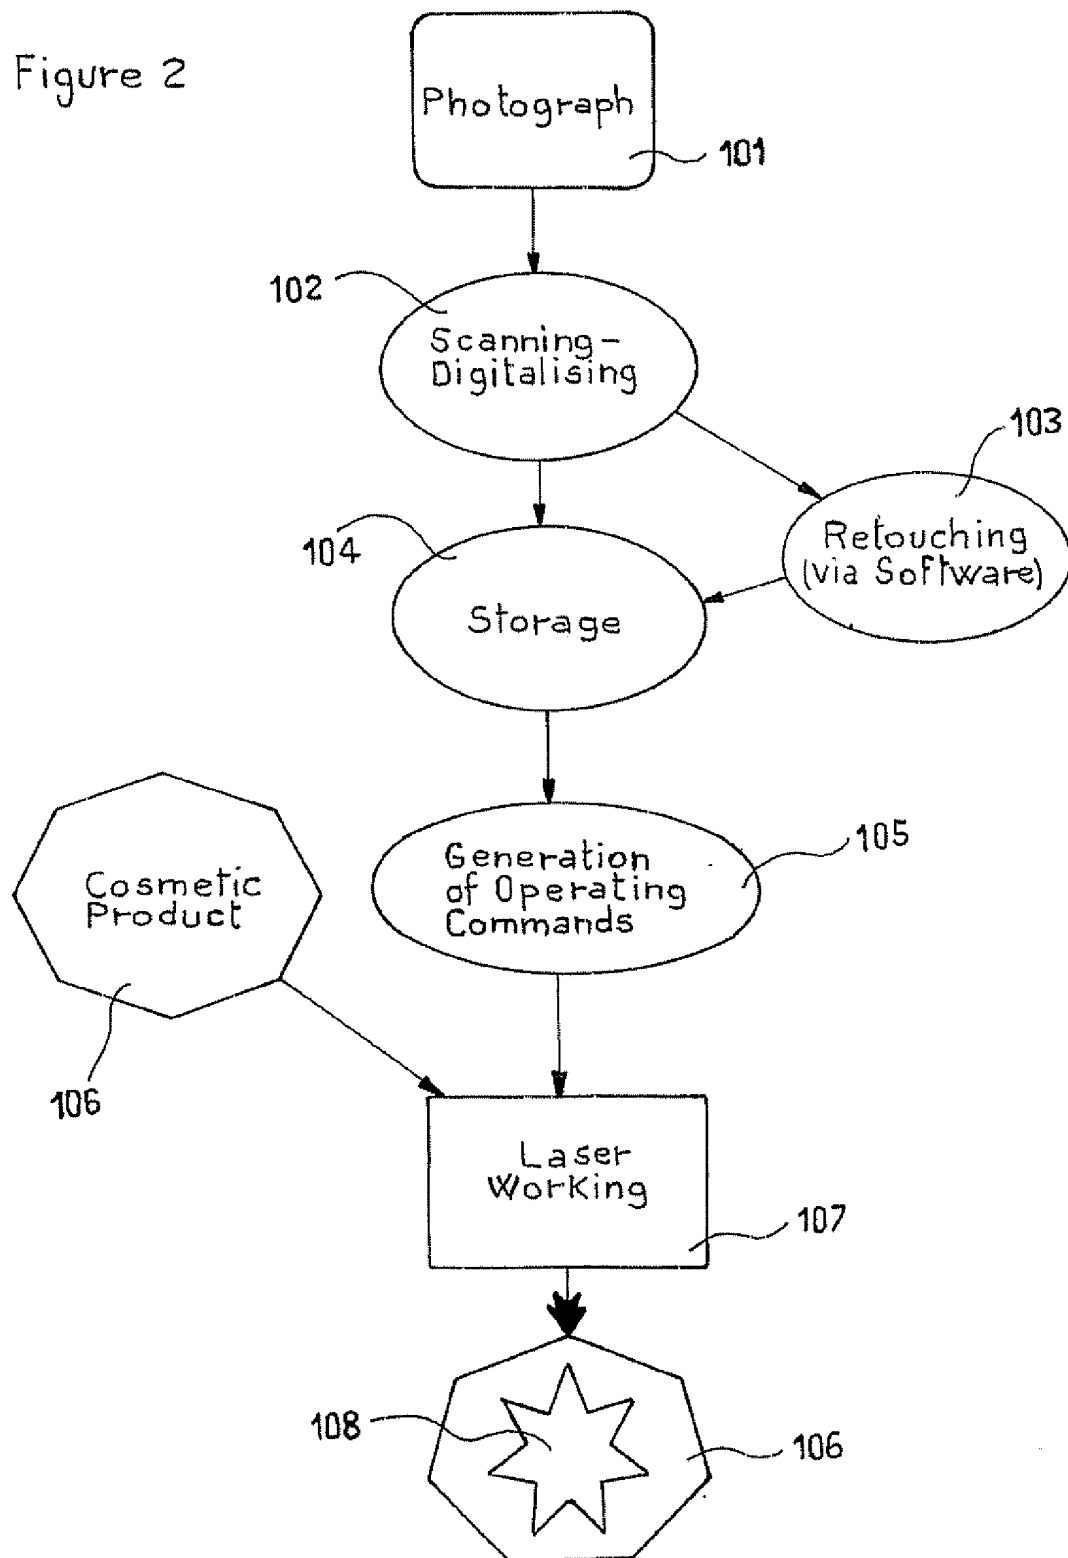 Figure 2
Photograph
101
102
Scanning-
Digitalising
103
Retouching
(via Software)
104
Storage
Cosmetic
Product
Generation
of Operating
Commands
105
106
Laser
Working
107
108
106